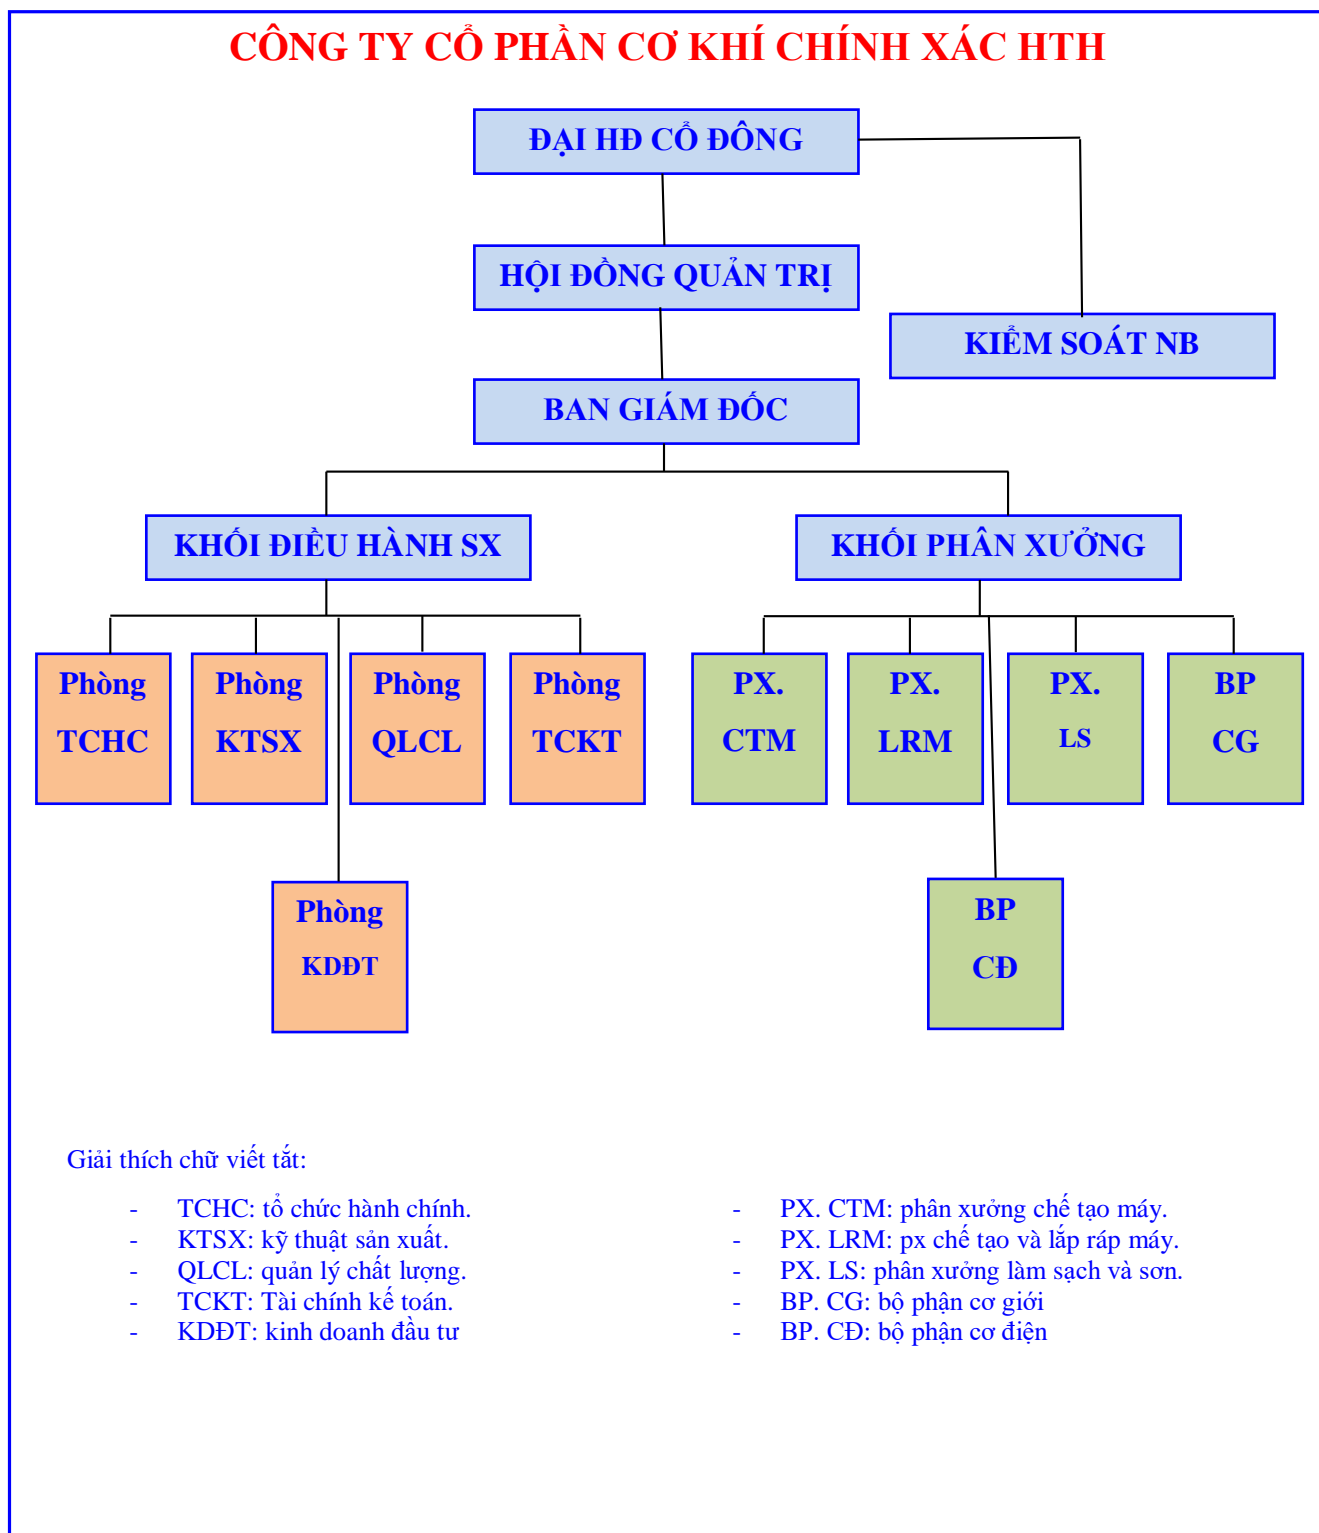 CÔNG TY CỔ PHẦN CƠ KHÍ CHÍNH XÁC HTH
ĐẠI HĐ CỔ ĐÔNG
HỘI ĐỒNG QUẢN TRỊ
KIỂM SOÁT NB
BAN GIÁM ĐỐC
KHỐI ĐIỀU HÀNH SX
KHỐI PHÂN XƯỞNG
Phòng
TCHC
Phòng
KTSX
Phòng
QLCL
Phòng
TCKT
PX.
CTM
PX.
LRM
PX.
LS
BP
CG
Phòng
KDĐT
BP
CĐ
Giải thích chữ viết tắt:
- TCHC: tổ chức hành chính.
- KTSX: kỹ thuật sản xuất.
- QLCL: quản lý chất lượng.
- TCKT: Tài chính kế toán.
- KDĐT: kinh doanh đầu tư
- PX. CTM: phân xưởng chế tạo máy.
- PX. LRM: px chế tạo và lắp ráp máy.
- PX. LS: phân xưởng làm sạch và sơn.
- BP. CG: bộ phận cơ giới
- BP. CĐ: bộ phận cơ điện